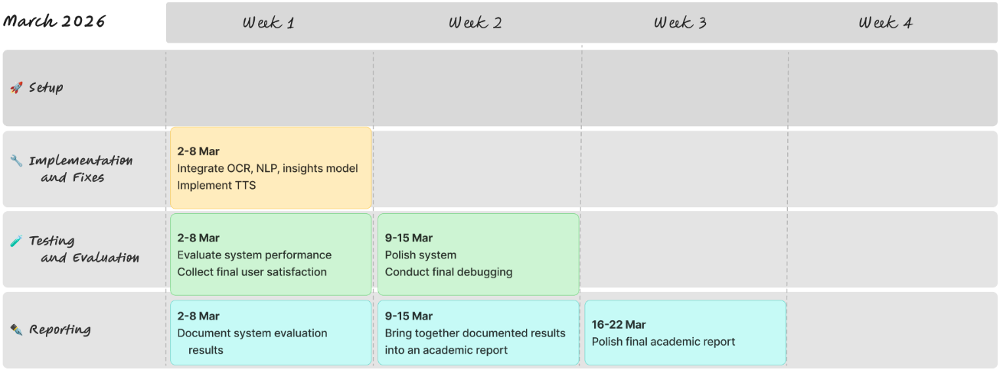 March 2026
Week 1
Week 2
Week 3
Week 4
Setup
Implementation
and Fixes
2-8 Mar
Integrate OCR, NLP, insights model
Implement TTS
Testing
and Evaluation
2-8 Mar
Evaluate system performance
Collect final user satisfaction
9-15 Mar
Polish system
Conduct final debugging
Reporting
2-8 Mar
Document system evaluation
results
9-15 Mar
Bring together documented results
into an academic report
16-22 Mar
Polish final academic report